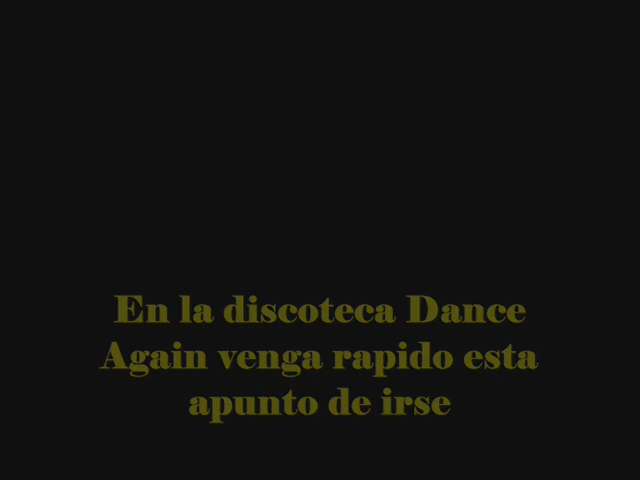 En la discoteca Dance
Again venga rapido esta
apunto de irse